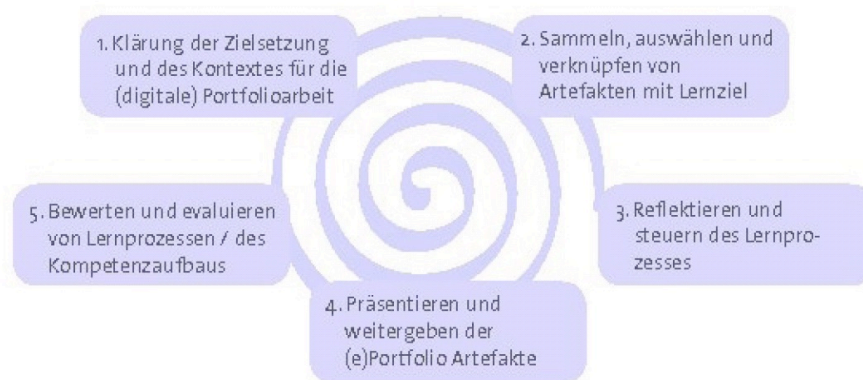 1. Klärung der Zielsetzung
und des Kontextes für die
(digitale) Portfolioarbeit
2. Sammeln, auswählen und
verknüpfen von
Artefakten mit Lernziel
3. Reflektieren und
steuern des Lernpro-
zesses
4. Präsentieren und
weitergeben der
(e)Portfolio Artefakte
5. Bewerten und evaluieren
von Lernprozessen / des
Kompetenzaufbaus